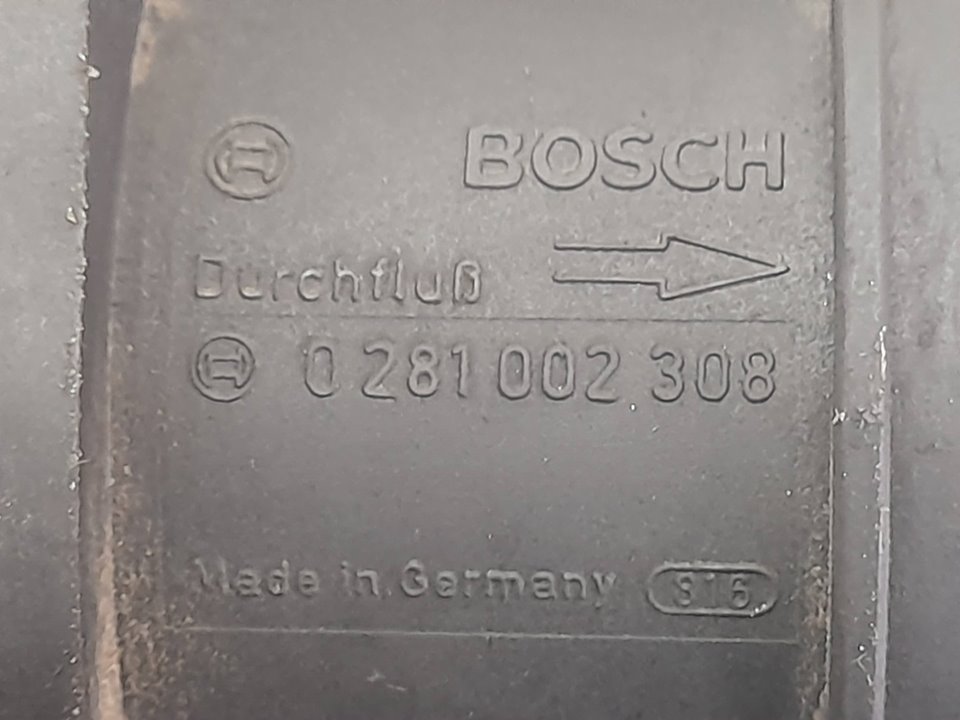 BOSCH
Durchfluß
0 281 002 308
Made in Germany 816